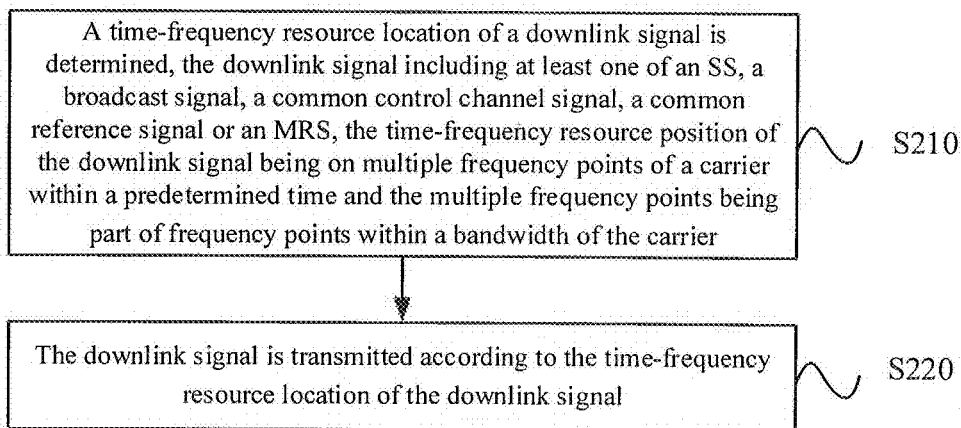 A time-frequency resource location of a downlink signal is
determined, the downlink signal including at least one of an SS, a
broadcast signal, a common control channel signal, a common
reference signal or an MRS, the time-frequency resource position of
the downlink signal being on multiple frequency points of a carrier
within a predetermined time and the multiple frequency points being
part of frequency points within a bandwidth of the carrier
S210
The downlink signal is transmitted according to the time-frequency
resource location of the downlink signal
S220